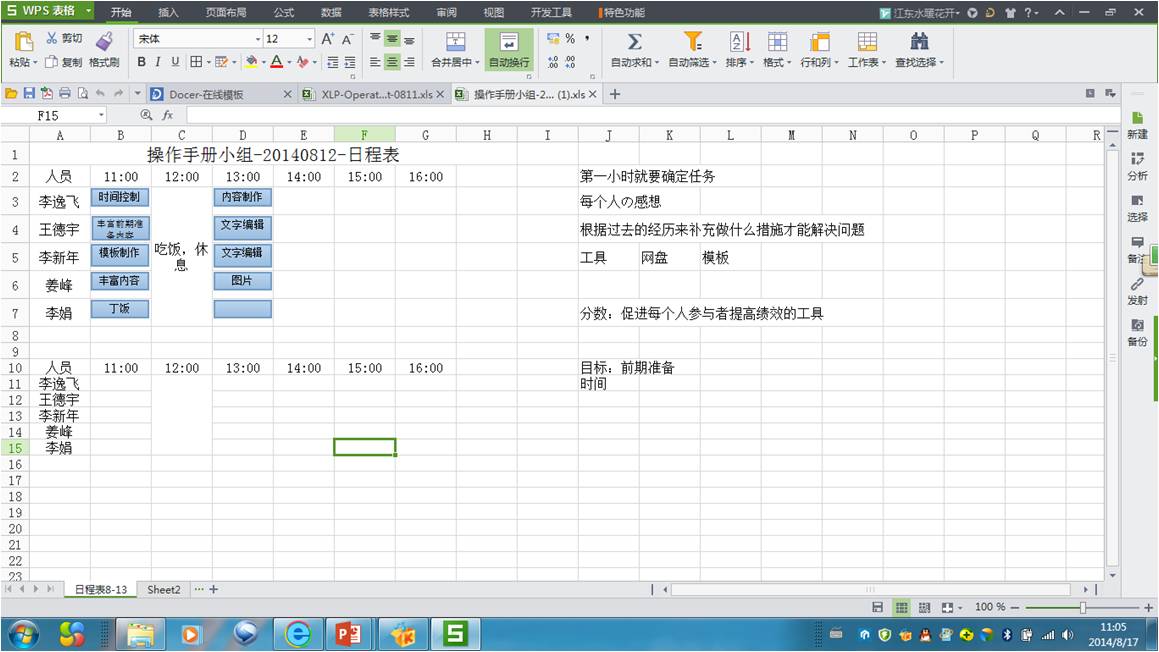 S WPS 表格
开始 插入 页面布局 公式 数据 表格样式 审阅 视图 开发工具 特色功能
江东水暖花开
粘贴 剪切 复制 格式刷
宋体 12
B I U
合并居中 自动换行
自动求和 自动筛选 排序 格式 行和列 工作表 查找选择
Docer-在线模板 XLP-Operat...t-0811.xls 操作手册小组-2... (1).xls
F15 fx
A B C D E F G H I J K L M N O P Q R
1 操作手册小组-20140812-日程表
2 人员 11:00 12:00 13:00 14:00 15:00 16:00 第一小时就要确定任务
3 李逸飞 时间控制 内容制作 每个人の感想
4 王德宇 丰富前期准备内容 文字编辑 根据过去的经历来补充做什么措施才能解决问题
5 李新年 模板制作 吃饭，休息 文字编辑 工具 网盘 模板
6 姜峰 丰富内容 图片
7 李娟 丁饭 分数：促进每个人参与者提高绩效的工具
8
9
10 人员 11:00 12:00 13:00 14:00 15:00 16:00 目标：前期准备
11 李逸飞 时间
12 王德宇
13 李新年
14 姜峰
15 李娟
16
17
18
19
20
21
22
23
新建
分析
选择
备注
发射
备份
日程表8-13 Sheet2 ...
100 %
11:05
2014/8/17